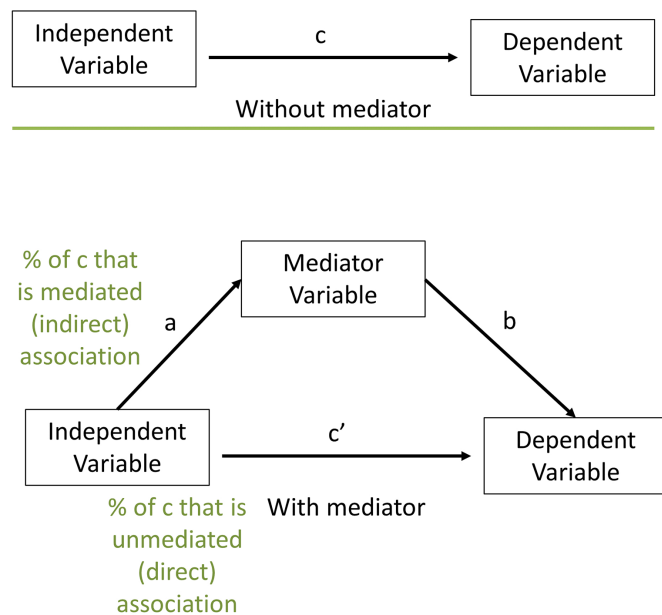 Independent
Variable
c
Dependent
Variable
Without mediator
% of c that
is mediated
(indirect)
association
a
Mediator
Variable
b
Independent
Variable
c’
Dependent
Variable
% of c that is
unmediated
(direct)
association
With mediator